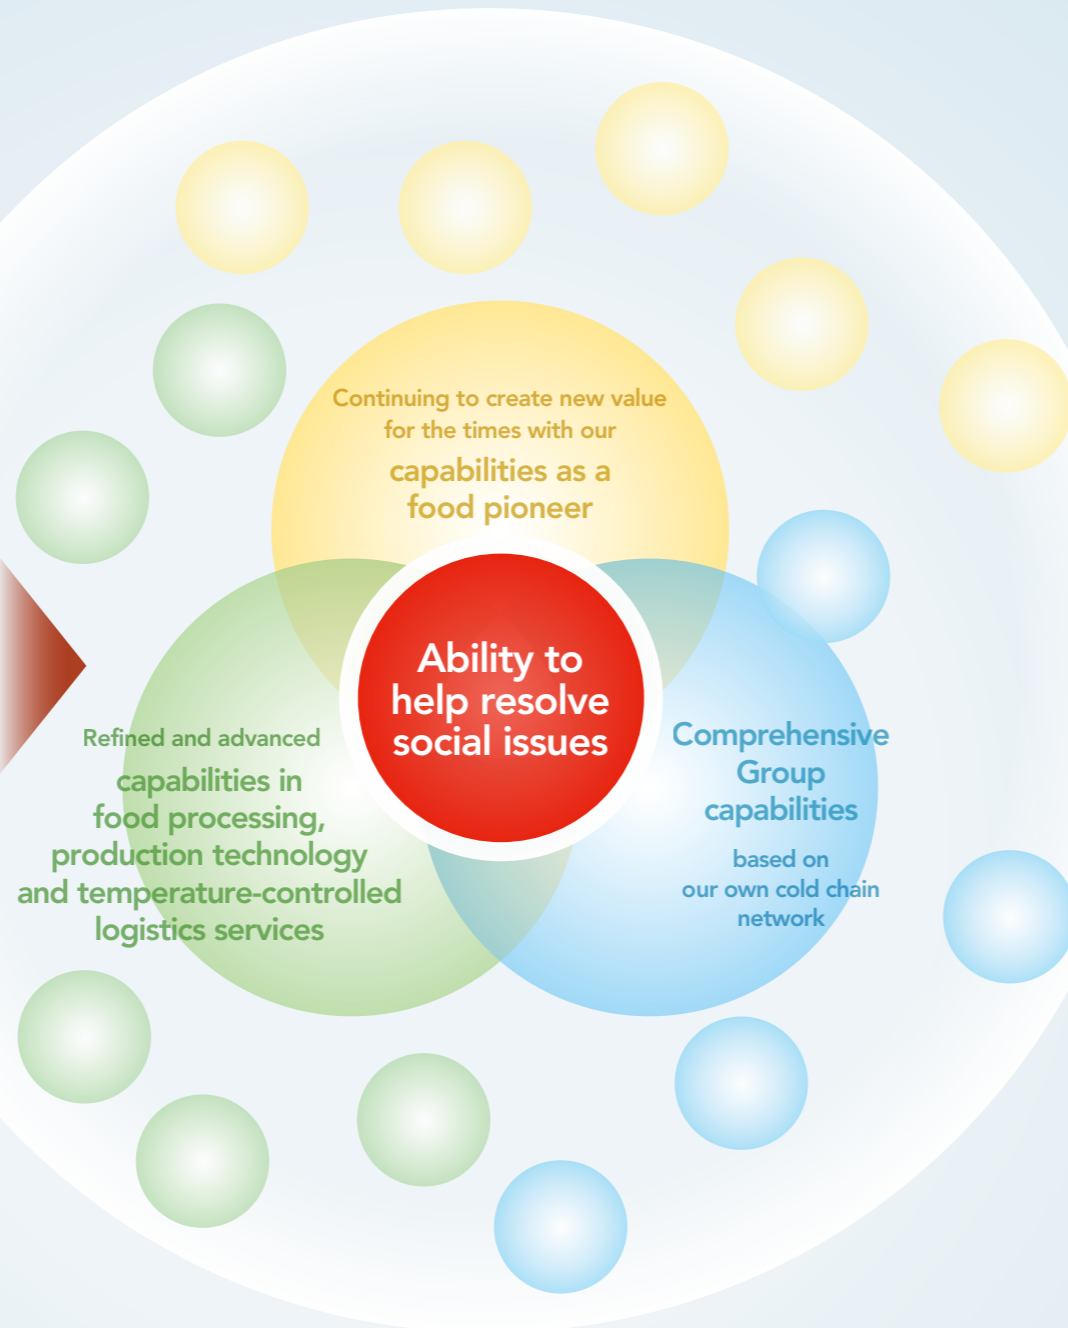 Continuing to create new value
for the times with our
capabilities as a
food pioneer
Ability to
help resolve
social issues
Refined and advanced
capabilities in
food processing,
production technology
and temperature-controlled
logistics services
Comprehensive
Group
capabilities
based on
our own cold chain
network